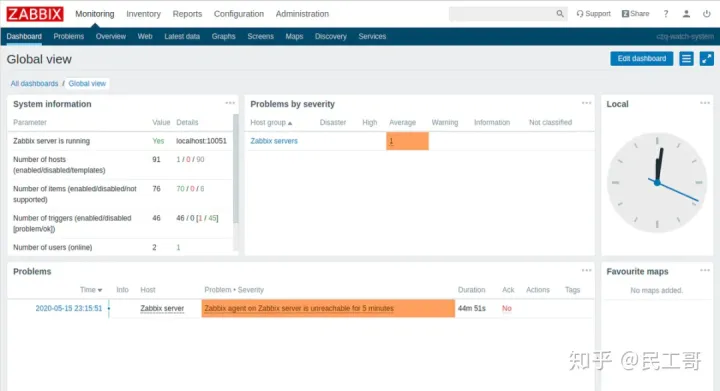 ZABBIX Monitoring Inventory Reports Configuration Administration Support Share ?
Dashboard Problems Overview Web Latest data Graphs Screens Maps Discovery Services czq-watch-system
Global view Edit dashboard
All dashboards / Global view
System information
Parameter Value Details
Zabbix server is running Yes localhost:10051
Number of hosts (enabled/disabled/templates) 91 1 / 0 / 90
Number of items (enabled/disabled/not supported) 76 70 / 0 / 6
Number of triggers (enabled/disabled [problem/ok]) 46 46 / 0 [1 / 45]
Number of users (online) 2 1
Problems by severity
Host group Disaster High Average Warning Information Not classified
Zabbix servers 1
Local
Problems
Time Info Host Problem • Severity Duration Ack Actions Tags
2020-05-15 23:15:51 Zabbix server Zabbix agent on Zabbix server is unreachable for 5 minutes 44m 51s No
Favourite maps
No maps added.
知乎 @民工哥